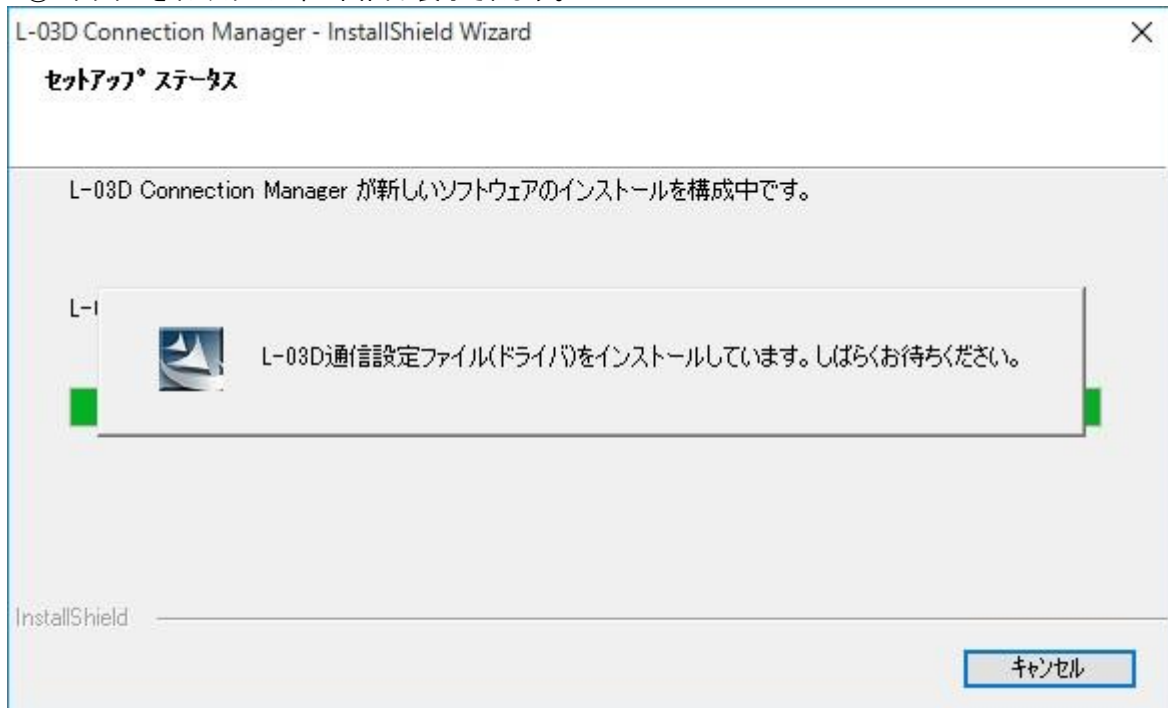 L-03D Connection Manager - InstallShield Wizard
セットアップ ステータス
L-03D Connection Manager が新しいソフトウェアのインストールを構成中です。
L-
L-03D通信設定ファイル(ドライバ)をインストールしています。しばらくお待ちください。
InstallShield
キャンセル